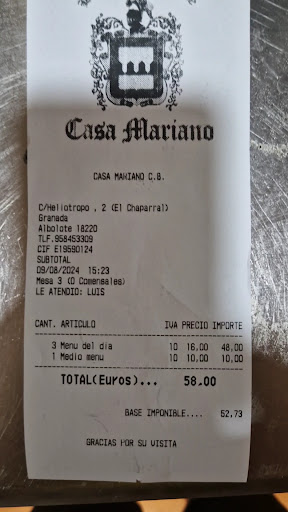 Casa Mariano
CASA MARIANO C.B.
C/Heliotropo , 2 (El Chaparral)
Granada
Albolote 18220
TLF.958453309
CIF E19590124
SUBTOTAL
09/08/2024 15:23
Mesa 3 (0 Comensales)
LE ATENDIO: LUIS
CANT. ARTICULO IVA PRECIO IMPORTE
3 Menu del dia 10 16,00 48,00
1 Medio menu 10 10,00 10,00
TOTAL(Euros)... 58.00
BASE IMPONIBLE.... 52,73
GRACIAS POR SU VISITA